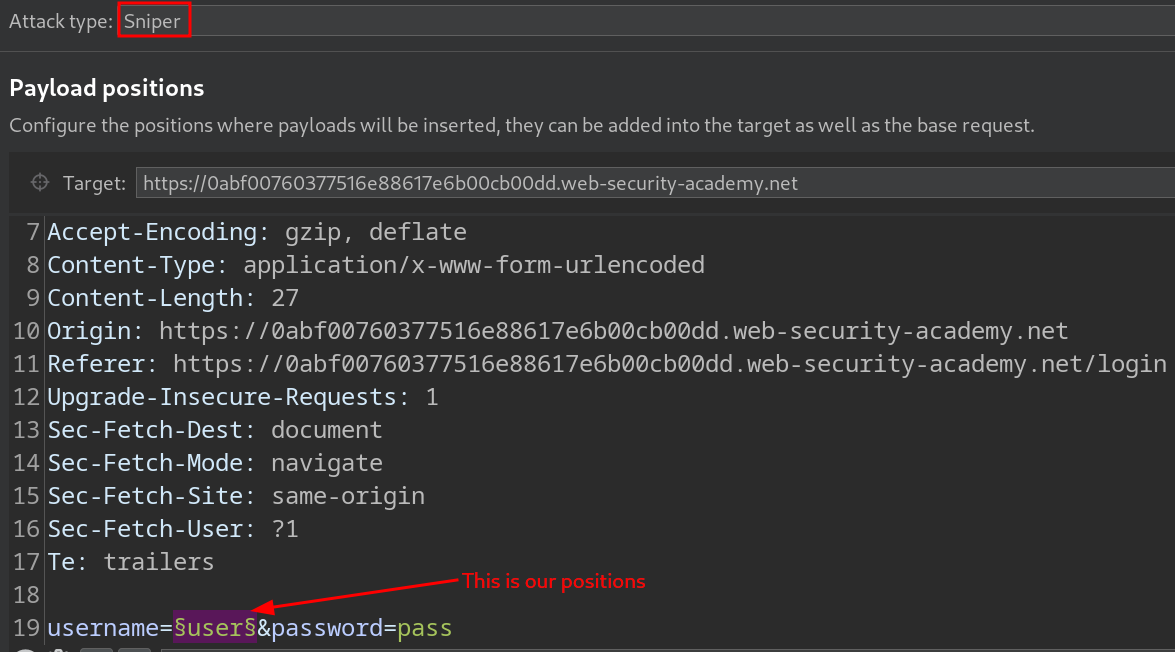 Attack type: Sniper
Payload positions
Configure the positions where payloads will be inserted, they can be added into the target as well as the base request.
Target: https://0abf00760377516e88617e6b00cb00dd.web-security-academy.net
7 Accept-Encoding: gzip, deflate
8 Content-Type: application/x-www-form-urlencoded
9 Content-Length: 27
10 Origin: https://0abf00760377516e88617e6b00cb00dd.web-security-academy.net
11 Referer: https://0abf00760377516e88617e6b00cb00dd.web-security-academy.net/login
12 Upgrade-Insecure-Requests: 1
13 Sec-Fetch-Dest: document
14 Sec-Fetch-Mode: navigate
15 Sec-Fetch-Site: same-origin
16 Sec-Fetch-User: ?1
17 Te: trailers
This is our positions
18
19 username=§user§&password=pass